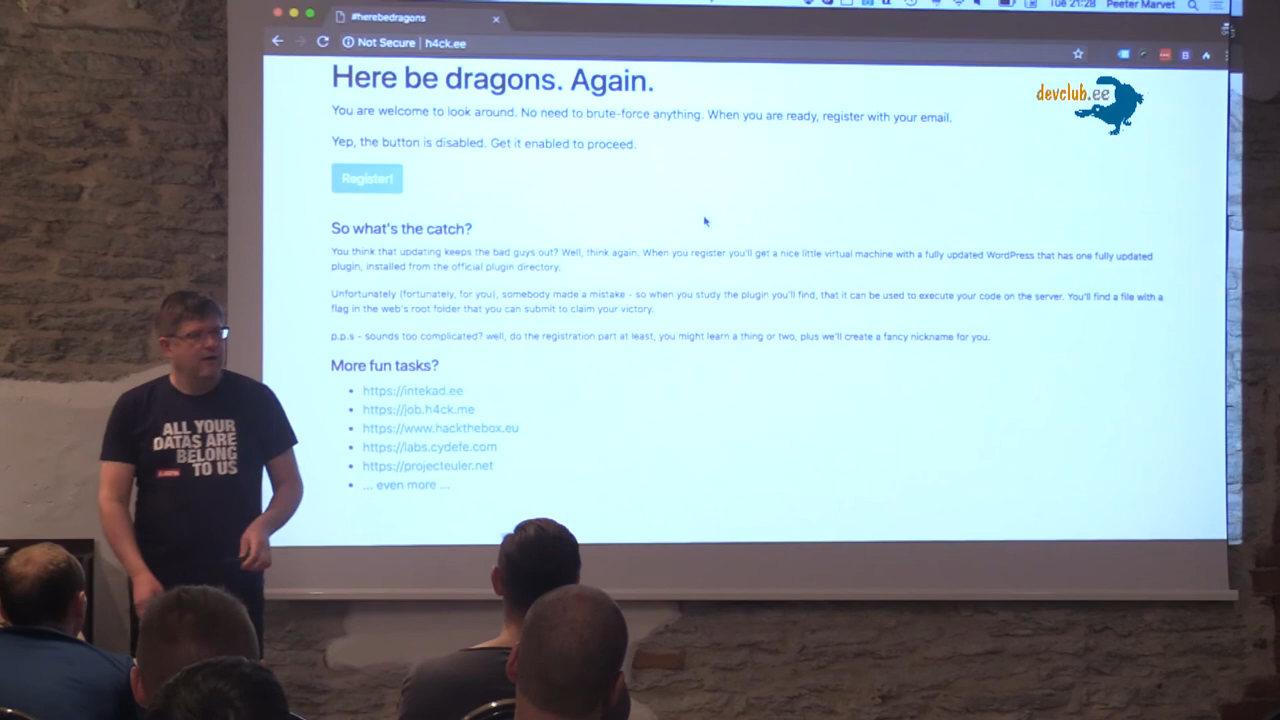 Tue 21:28 Peeter Marvet
#herebedragons
Not Secure | h4ck.ee
Here be dragons. Again.
devclub.ee
You are welcome to look around. No need to brute-force anything. When you are ready, register with your email.
Yep, the button is disabled. Get it enabled to proceed.
Register!
So what's the catch?
You think that updating keeps the bad guys out? Well, think again. When you register you'll get a nice little virtual machine with a fully updated WordPress that has one fully updated
plugin, installed from the official plugin directory.
Unfortunately (fortunately, for you), somebody made a mistake - so when you study the plugin you'll find, that it can be used to execute your code on the server. You'll find a file with a
flag in the web's root folder that you can submit to claim your victory.
p.p.s - sounds too complicated? well, do the registration part at least, you might learn a thing or two, plus we'll create a fancy nickname for you.
More fun tasks?
https://intekad.ee
https://job.h4ck.me
https://www.hackthebox.eu
https://labs.cydefe.com
https://projecteuler.net
... even more ...
ALL YOUR
DATAS ARE
BELONG
TO US